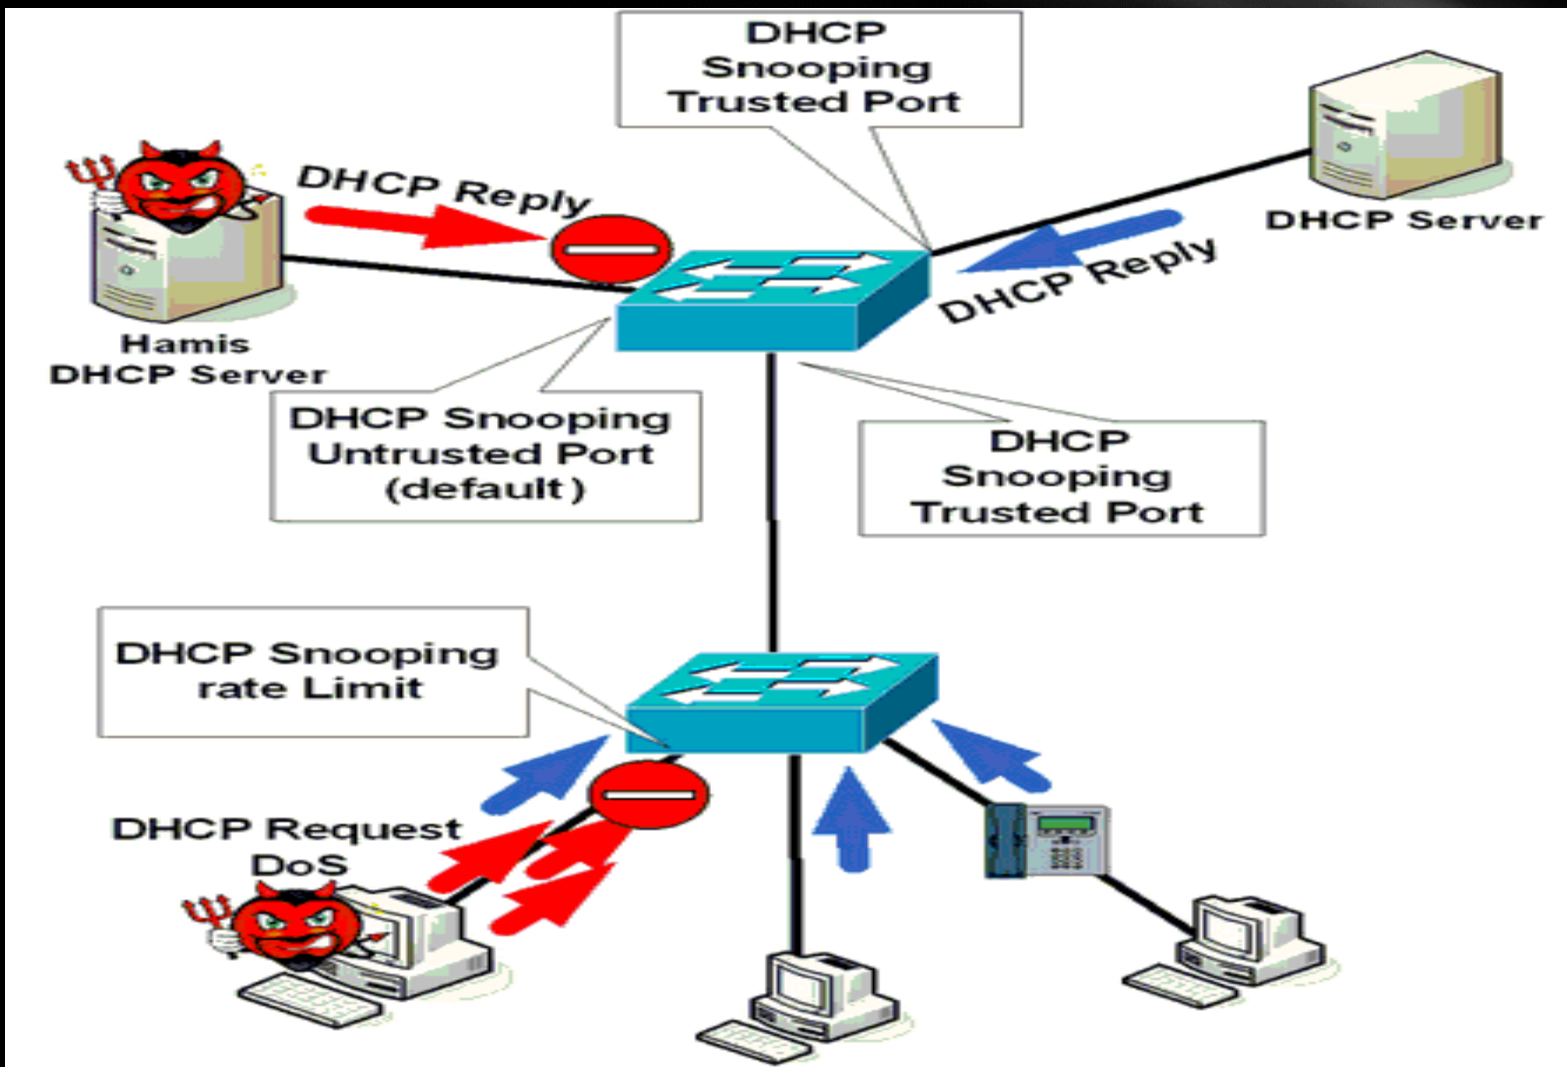 DHCP
Snooping
Trusted Port
DHCP Reply
DHCP Server
DHCP Reply
Hamis
DHCP Server
DHCP Snooping
Untrusted Port
(default)
DHCP
Snooping
Trusted Port
DHCP Snooping
rate Limit
DHCP Request
DoS